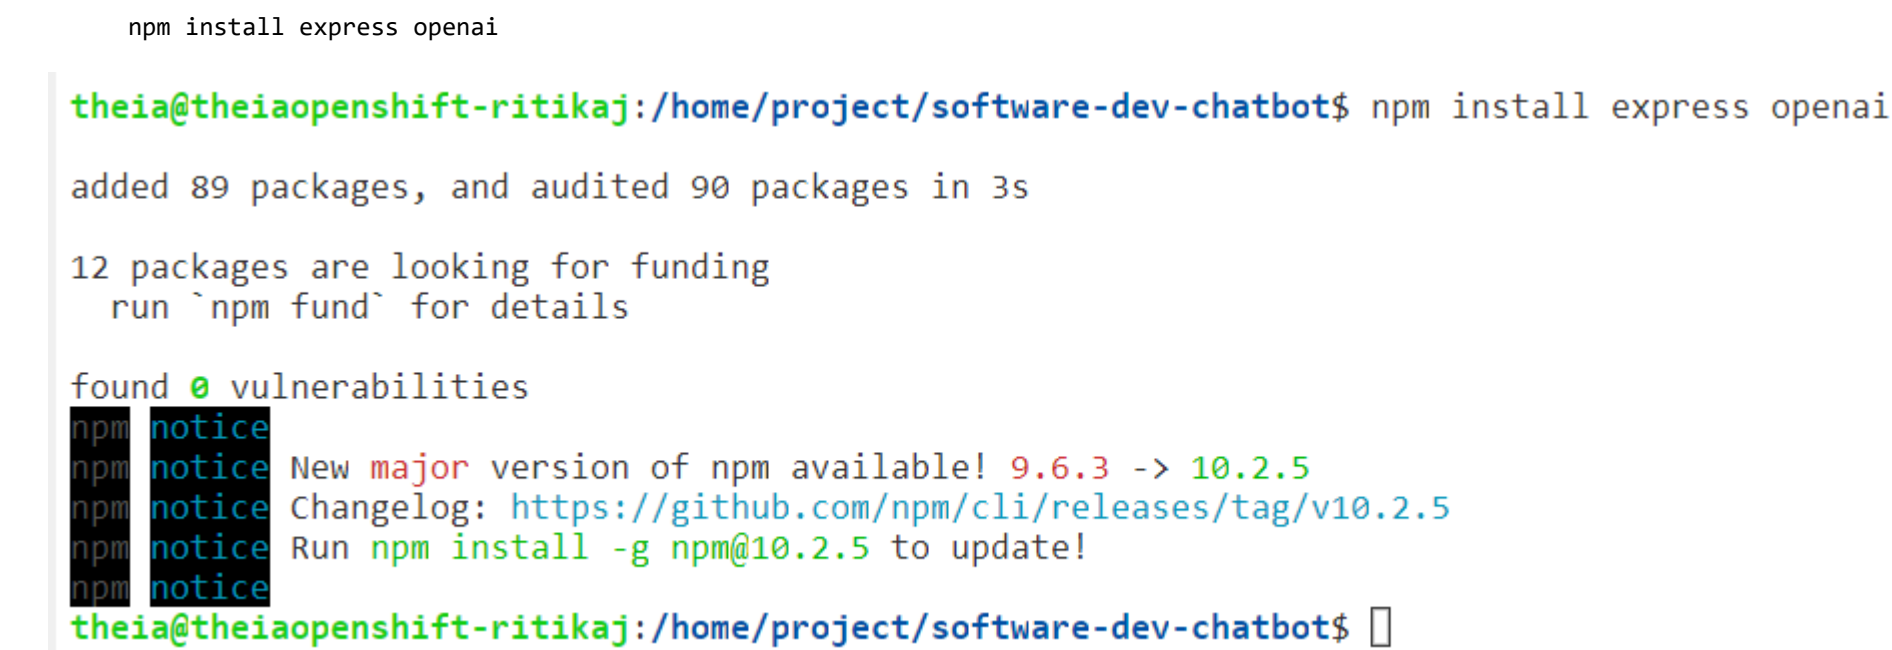 npm install express openai
theia@theiaopenshift-ritikaj:/home/project/software-dev-chatbot$ npm install express openai
added 89 packages, and audited 90 packages in 3s
12 packages are looking for funding
  run `npm fund` for details
found 0 vulnerabilities
npm notice
npm notice New major version of npm available! 9.6.3 -> 10.2.5
npm notice Changelog: https://github.com/npm/cli/releases/tag/v10.2.5
npm notice Run npm install -g npm@10.2.5 to update!
npm notice
theia@theiaopenshift-ritikaj:/home/project/software-dev-chatbot$